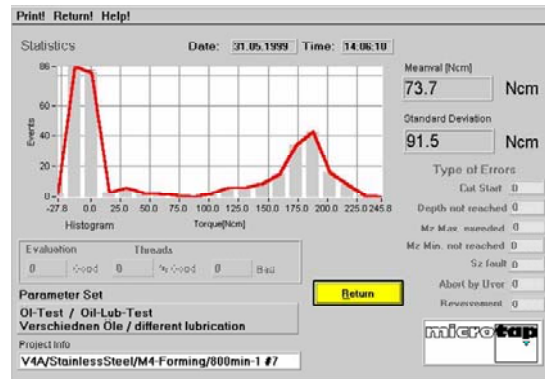 Print! Return! Help!
Statistics Date: 31.05.1999 Time: 14:06:10
86
60
40
20
0
Events
-27.8 0.0 25.0 50.0 75.0 100.0 125.0 150.0 175.0 200.0 225.0 245.8
Histogram Torque[Ncm]
Meanval [Ncm]
73.7 Ncm
Standard Deviation
91.5 Ncm
Type of Errors
Cut Start 0
Depth not reached 0
Mz Max. exeeded 0
Mz Min. not reached 0
Sz fault 0
Abort by User 0
Reversement 0
Evaluation Threads
0 Good 0 Good 0 Bad
Return
Parameter Set
Ol-Test / Oil-Lub-Test
Verschiednen Öle / different lubrication
Project Info
V4A/StainlessSteel/M4-Forming/800min-1 #7
microtap